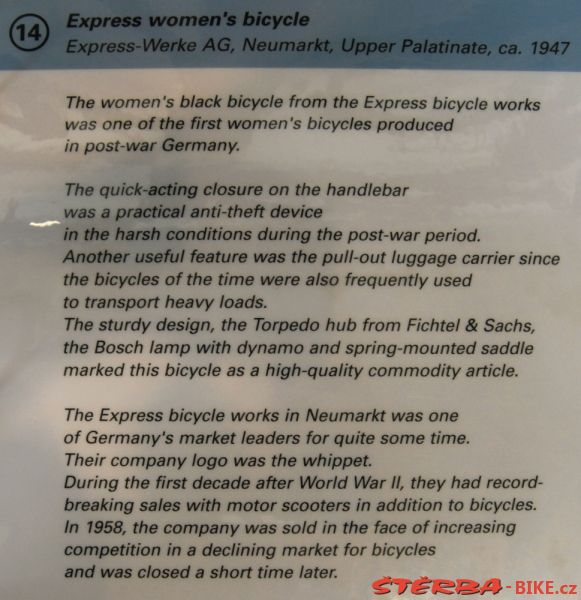 14
Express women's bicycle
Express-Werke AG, Neumarkt, Upper Palatinate, ca. 1947
The women's black bicycle from the Express bicycle works
was one of the first women's bicycles produced
in post-war Germany.
The quick-acting closure on the handlebar
was a practical anti-theft device
in the harsh conditions during the post-war period.
Another useful feature was the pull-out luggage carrier since
the bicycles of the time were also frequently used
to transport heavy loads.
The sturdy design, the Torpedo hub from Fichtel & Sachs,
the Bosch lamp with dynamo and spring-mounted saddle
marked this bicycle as a high-quality commodity article.
The Express bicycle works in Neumarkt was one
of Germany's market leaders for quite some time.
Their company logo was the whippet.
During the first decade after World War II, they had record-
breaking sales with motor scooters in addition to bicycles.
In 1958, the company was sold in the face of increasing
competition in a declining market for bicycles
and was closed a short time later.
ŠTĚRBA-BIKE.cz